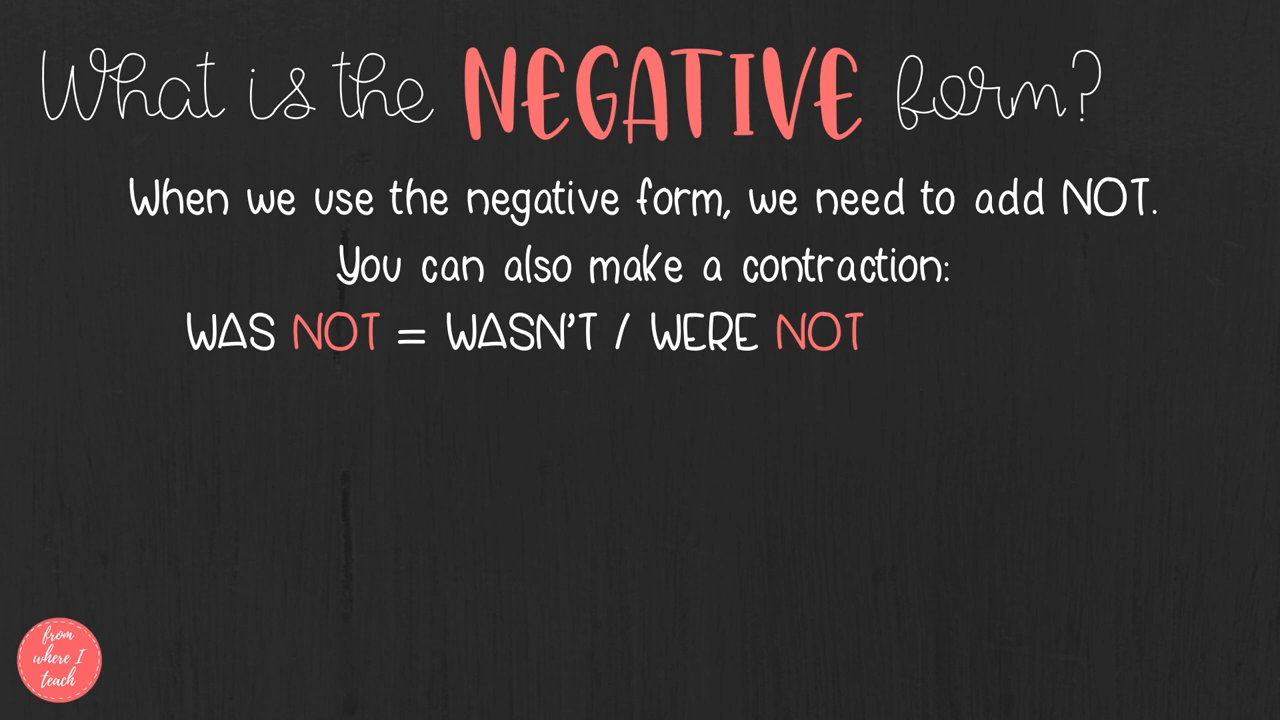 What is the NEGATIVE form?
When we use the negative form, we need to add NOT.
You can also make a contraction:
WAS NOT = WASN'T / WERE NOT
from
where I
teach